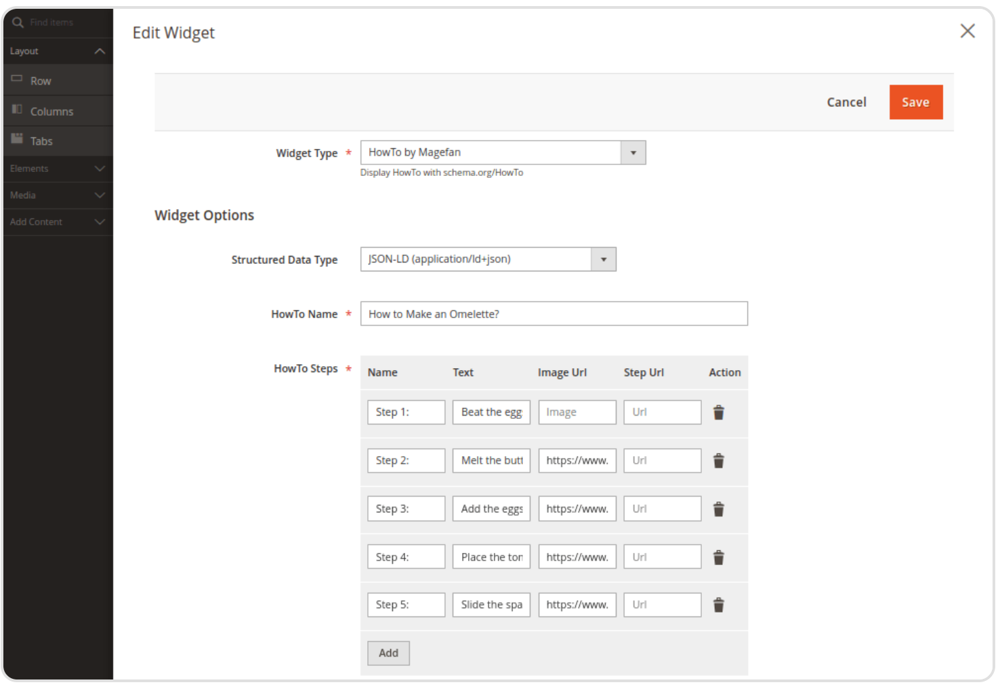 Find items
Edit Widget
Layout
Row
Columns
Tabs
Elements
Media
Add Content
Cancel
Save
Widget Type *
HowTo by Magefan
Display HowTo with schema.org/HowTo
Widget Options
Structured Data Type
JSON-LD (application/ld+json)
HowTo Name *
How to Make an Omelette?
HowTo Steps *
Name Text Image Url Step Url Action
Step 1: Beat the egg Image Url
Step 2: Melt the butt https://www. Url
Step 3: Add the eggs https://www. Url
Step 4: Place the ton https://www. Url
Step 5: Slide the spa https://www. Url
Add